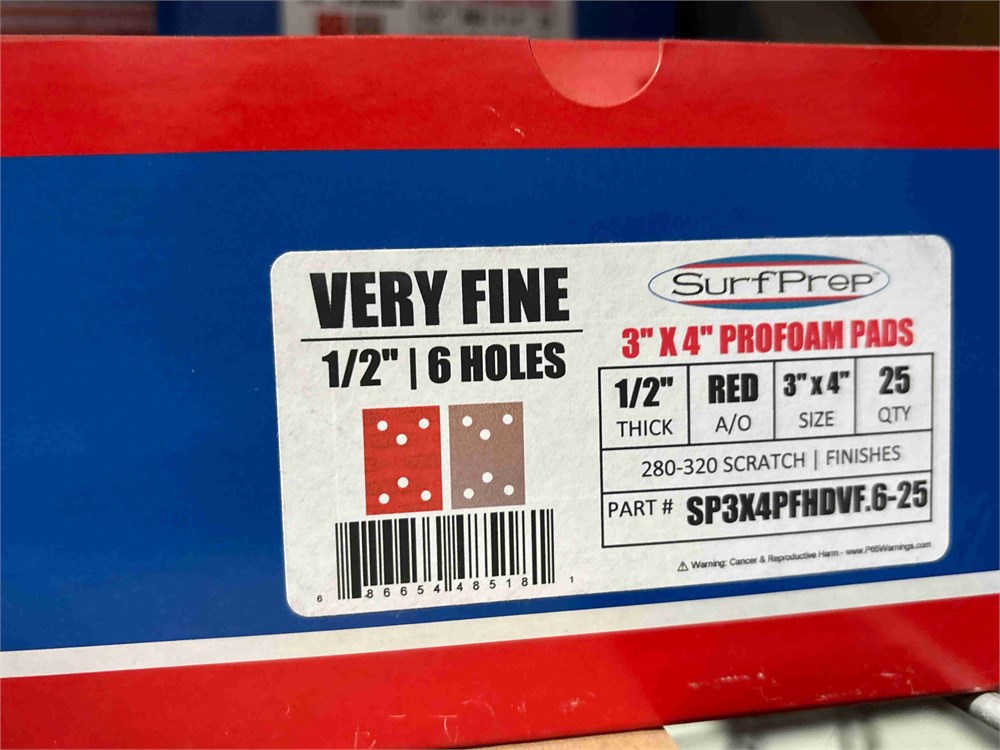 VERY FINE
1/2" | 6 HOLES
6 86654 48518 1
SurfPrep™
3" X 4" PROFOAM PADS
1/2" THICK
RED A/O
3" x 4" SIZE
25 QTY
280-320 SCRATCH | FINISHES
PART # SP3X4PFHDVF.6-25
⚠ Warning: Cancer & Reproductive Harm - www.P65Warnings.com